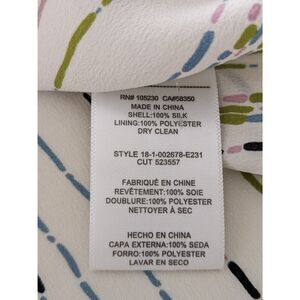 RN# 105230 CA#58350
MADE IN CHINA
SHELL:100% SILK
LINING:100% POLYESTER
DRY CLEAN
STYLE 18-1-002678-E231
CUT 523557
FABRIQUÉ EN CHINE
REVÊTEMENT:100% SOIE
DOUBLURE:100% POLYESTER
NETTOYER À SEC
HECHO EN CHINA
CAPA EXTERNA:100% SEDA
FORRO:100% POLYESTER
LAVAR EN SECO